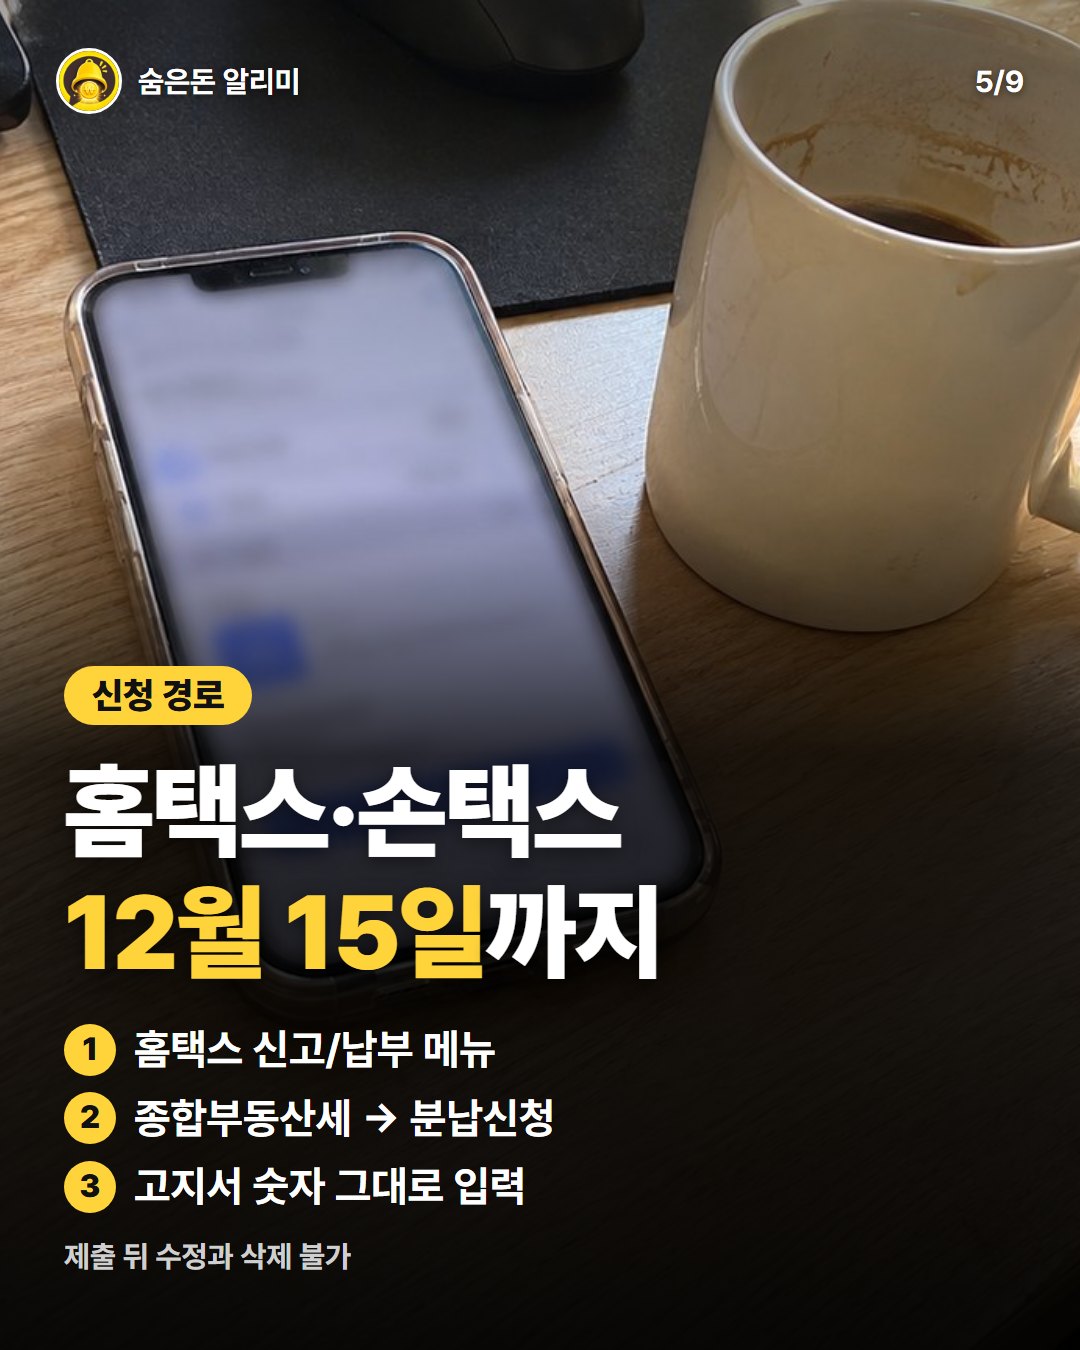 숨은돈 알리미
5/9
신청 경로
홈택스·손택스
12월 15일까지
1 홈택스 신고/납부 메뉴
2 종합부동산세 → 분납신청
3 고지서 숫자 그대로 입력
제출 뒤 수정과 삭제 불가